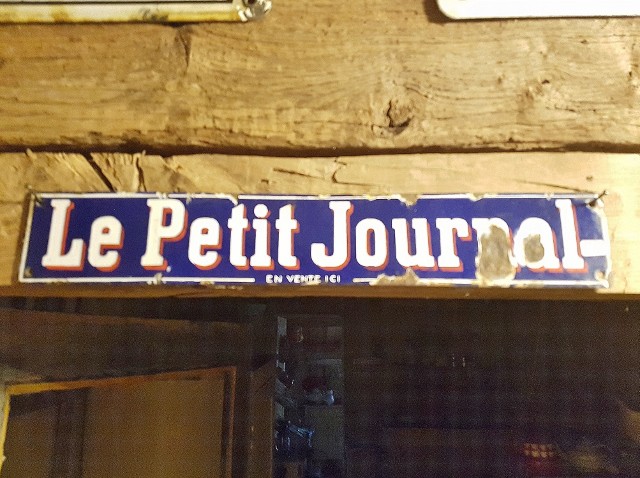 Le Petit Journal
EN VENTE ICI